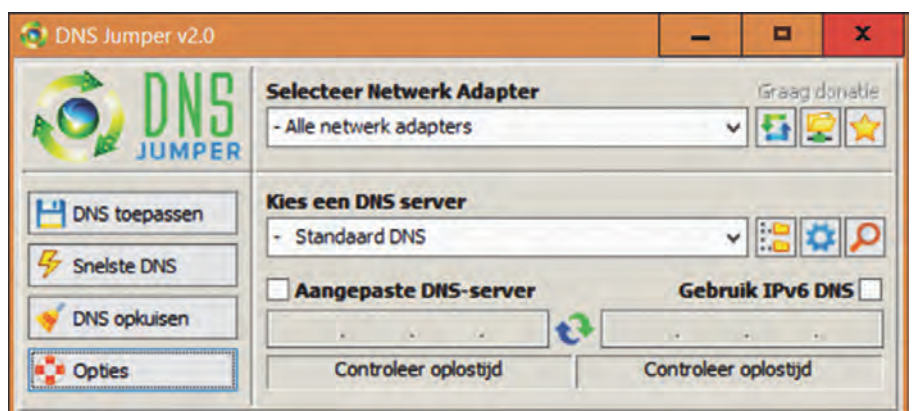 DNS Jumper v2.0
DNS
JUMPER
Selecteer Netwerk Adapter
Graag donatie
- Alle netwerk adapters
DNS toepassen
Snelste DNS
DNS opkuisen
Opties
Kies een DNS server
- Standaard DNS
Aangepaste DNS-server
Gebruik IPv6 DNS
. . .
. . .
Controleer oplostijd
Controleer oplostijd